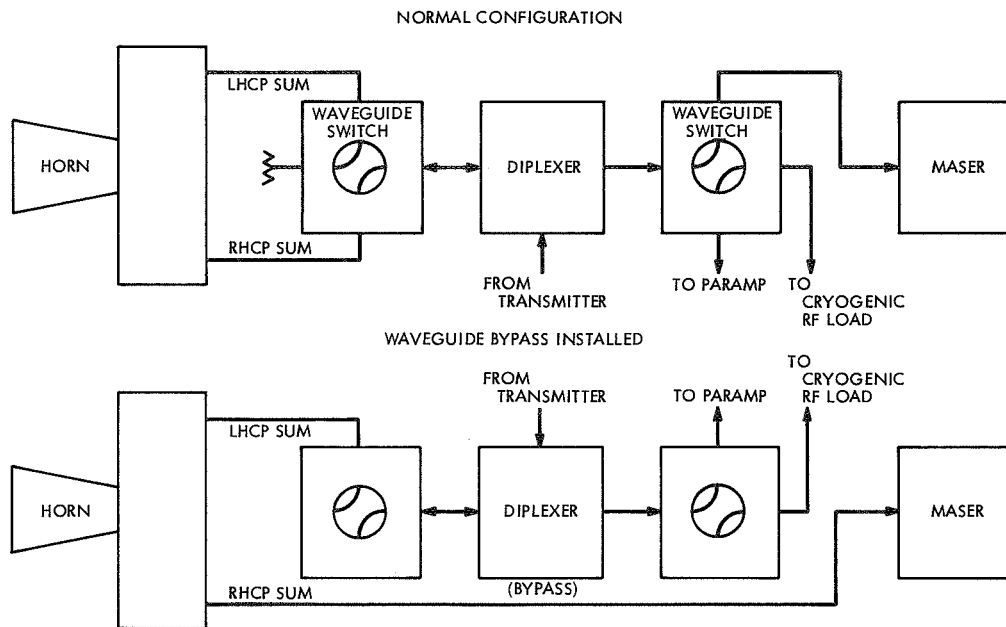 NORMAL CONFIGURATION
LHCP SUM
WAVEGUIDE
SWITCH
WAVEGUIDE
SWITCH
HORN
DIPLEXER
MASER
RHCP SUM
FROM
TRANSMITTER
TO PARAMP
TO
CRYOGENIC
RF LOAD
WAVEGUIDE BYPASS INSTALLED
FROM
TRANSMITTER
TO PARAMP
TO
CRYOGENIC
RF LOAD
LHCP SUM
HORN
DIPLEXER
MASER
(BYPASS)
RHCP SUM